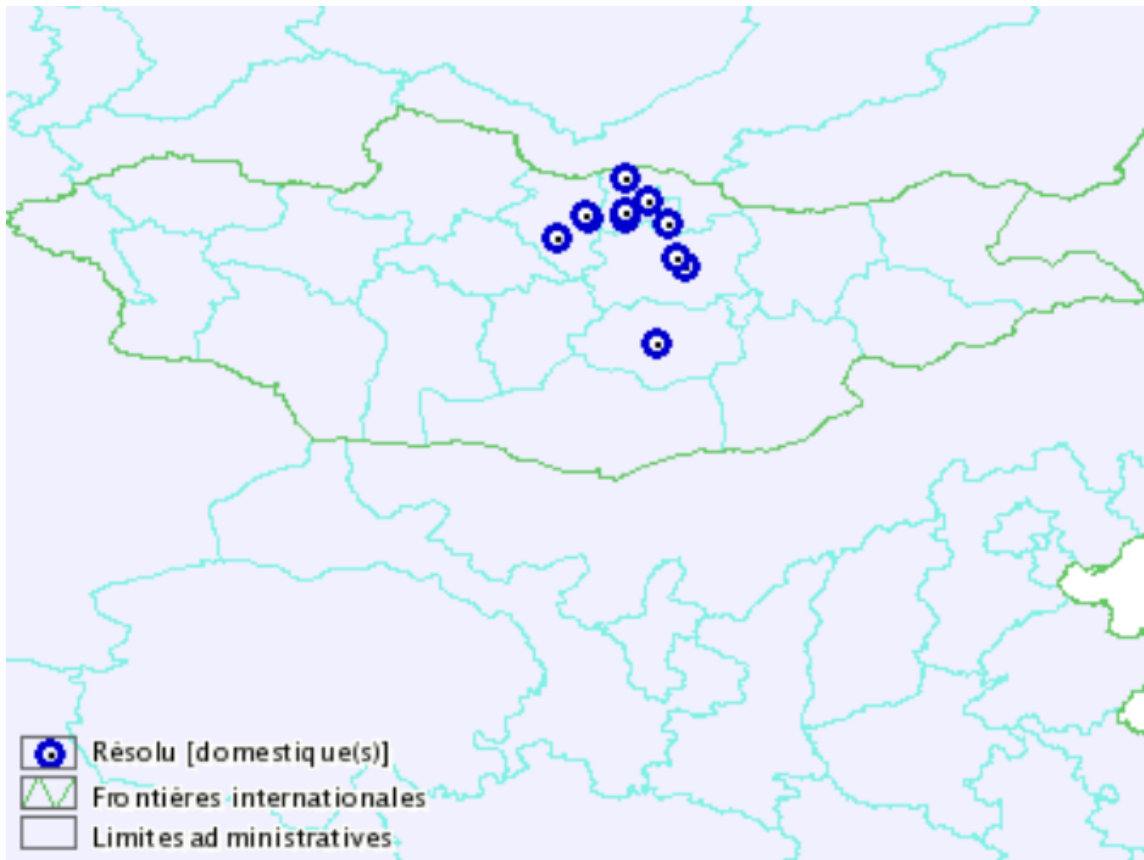 Résolu [domestique(s)]
Frontières internationales
Limites administratives